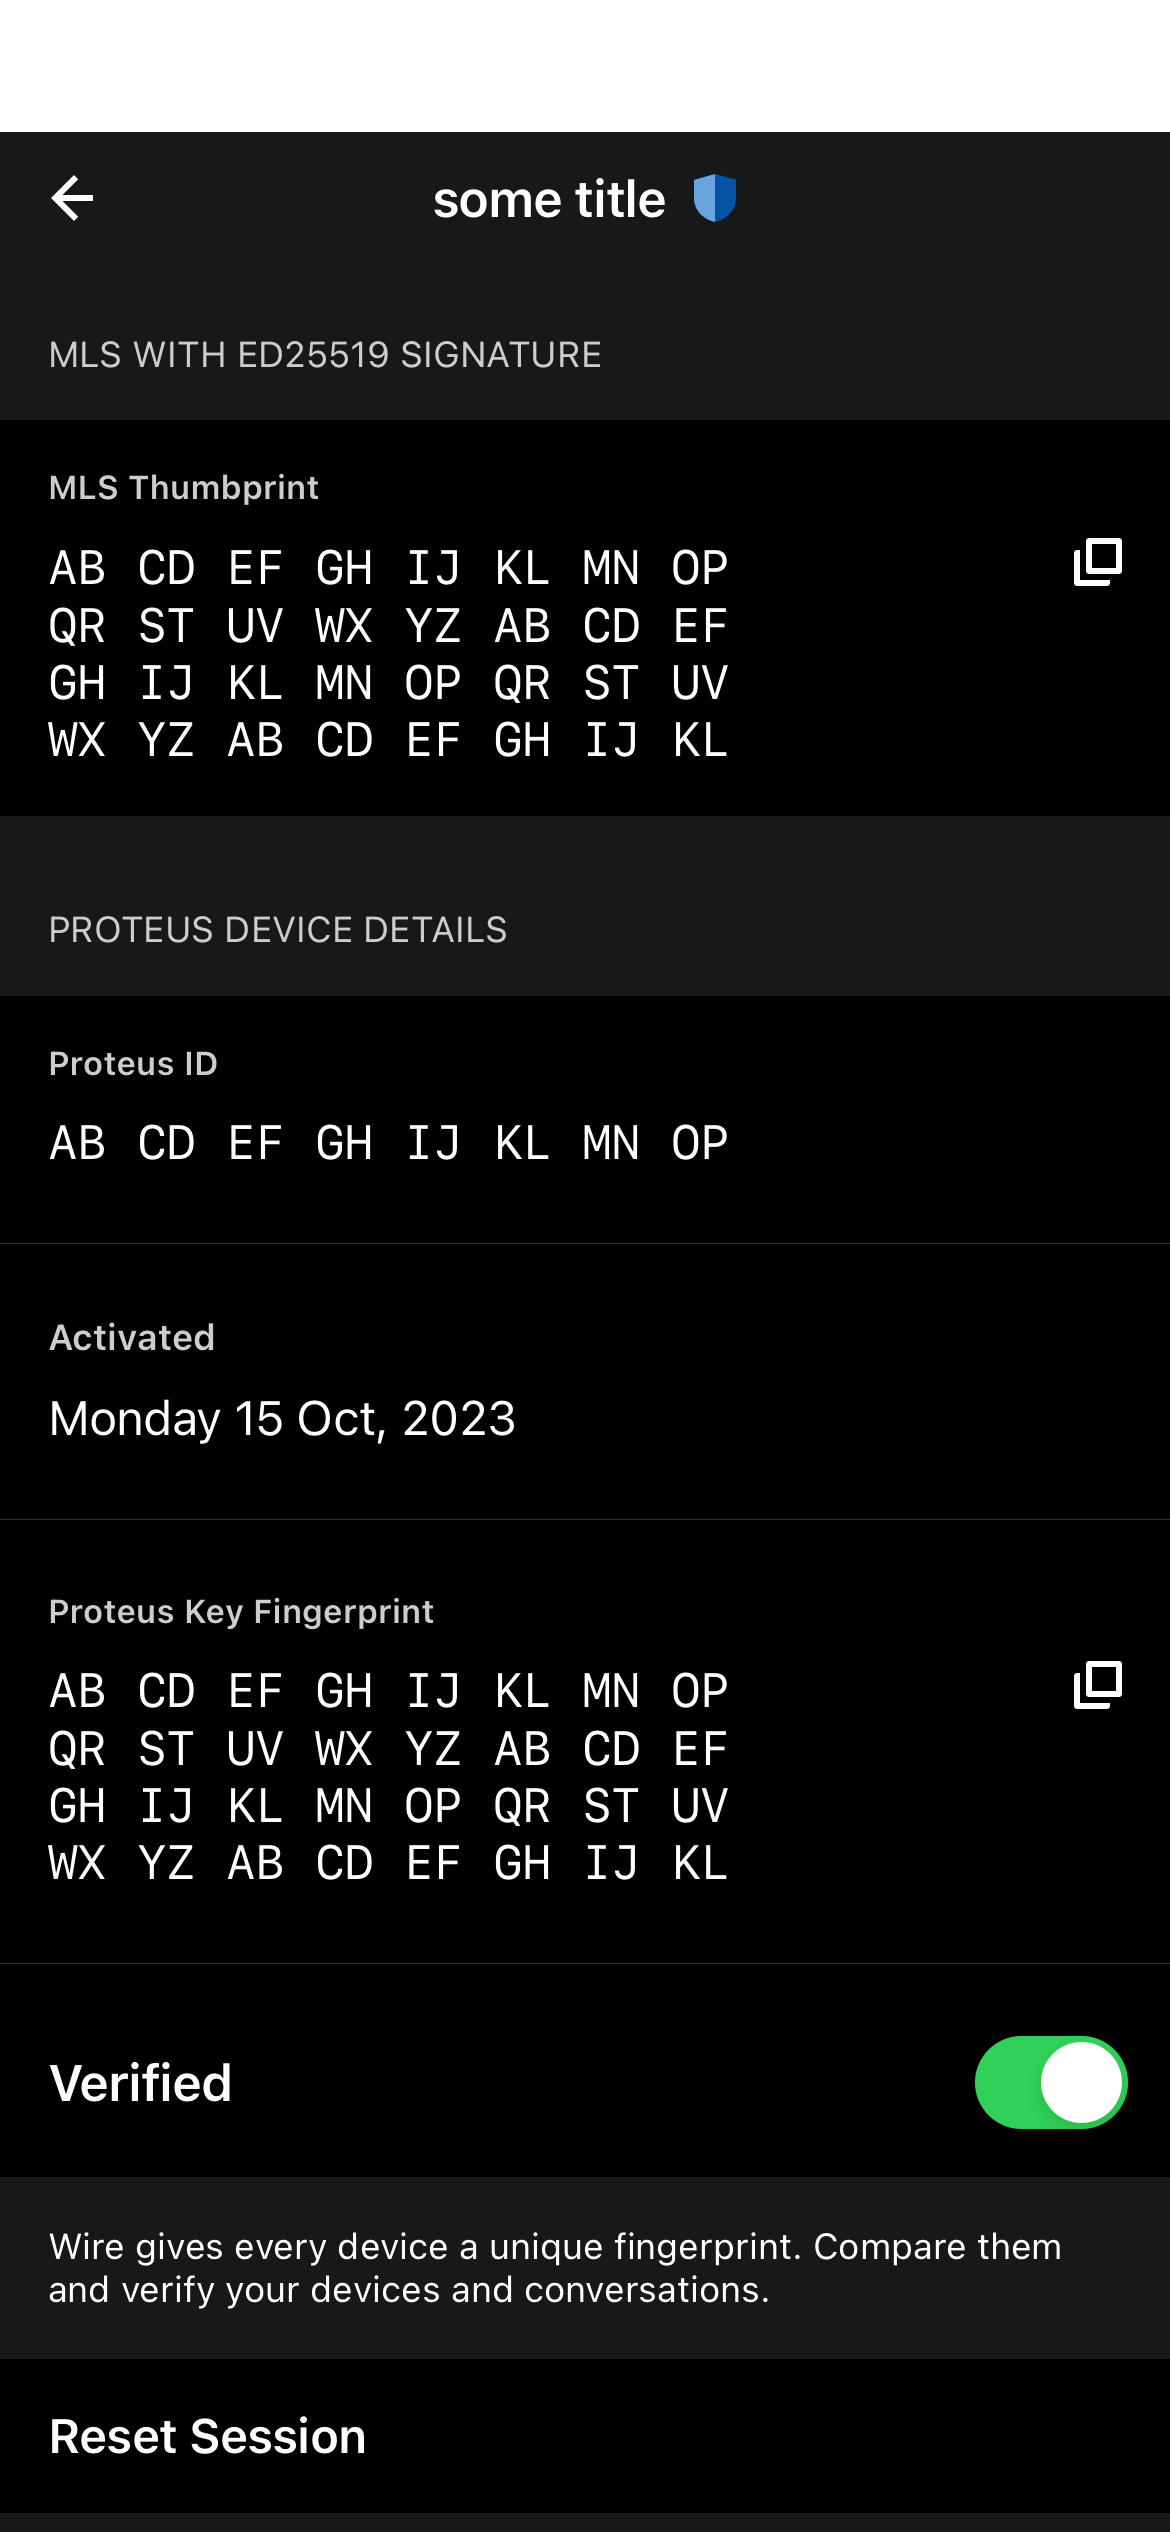 some title
MLS WITH ED25519 SIGNATURE
MLS Thumbprint
AB CD EF GH IJ KL MN OP
QR ST UV WX YZ AB CD EF
GH IJ KL MN OP QR ST UV
WX YZ AB CD EF GH IJ KL
PROTEUS DEVICE DETAILS
Proteus ID
AB CD EF GH IJ KL MN OP
Activated
Monday 15 Oct, 2023
Proteus Key Fingerprint
AB CD EF GH IJ KL MN OP
QR ST UV WX YZ AB CD EF
GH IJ KL MN OP QR ST UV
WX YZ AB CD EF GH IJ KL
Verified
Wire gives every device a unique fingerprint. Compare them
and verify your devices and conversations.
Reset Session